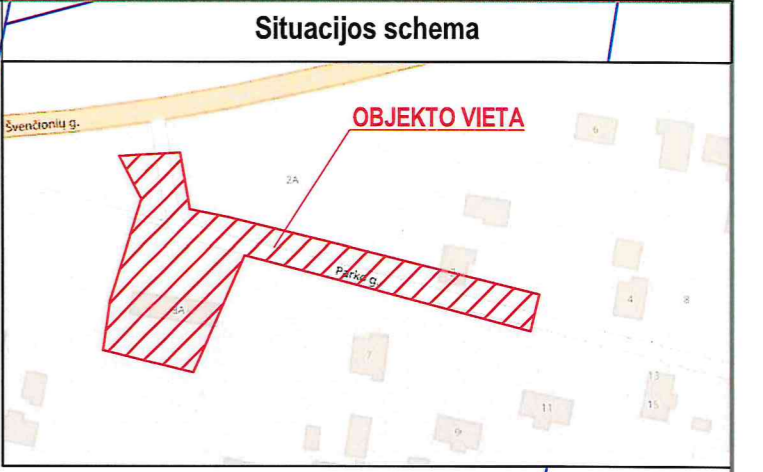 Situacijos schema
Švenčionių g.
OBJEKTO VIETA
6
2A
Parko g.
4
8
7
13
15
11
9